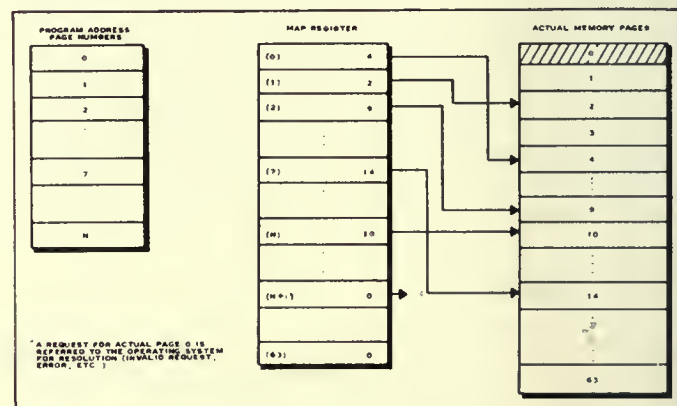 PROGRAM ADDRESS
PAGE NUMBERS
0
1
2
7
N
MAP REGISTER
(0) 4
(1) 2
(2) 9
(7) 14
(N) 10
(N+1) 0
(63) 0
ACTUAL MEMORY PAGES
0
1
2
3
4
9
10
14
63
*A REQUEST FOR ACTUAL PAGE 0 IS
REFERRED TO THE OPERATING SYSTEM
FOR RESOLUTION (INVALID REQUEST,
ERROR, ETC.)